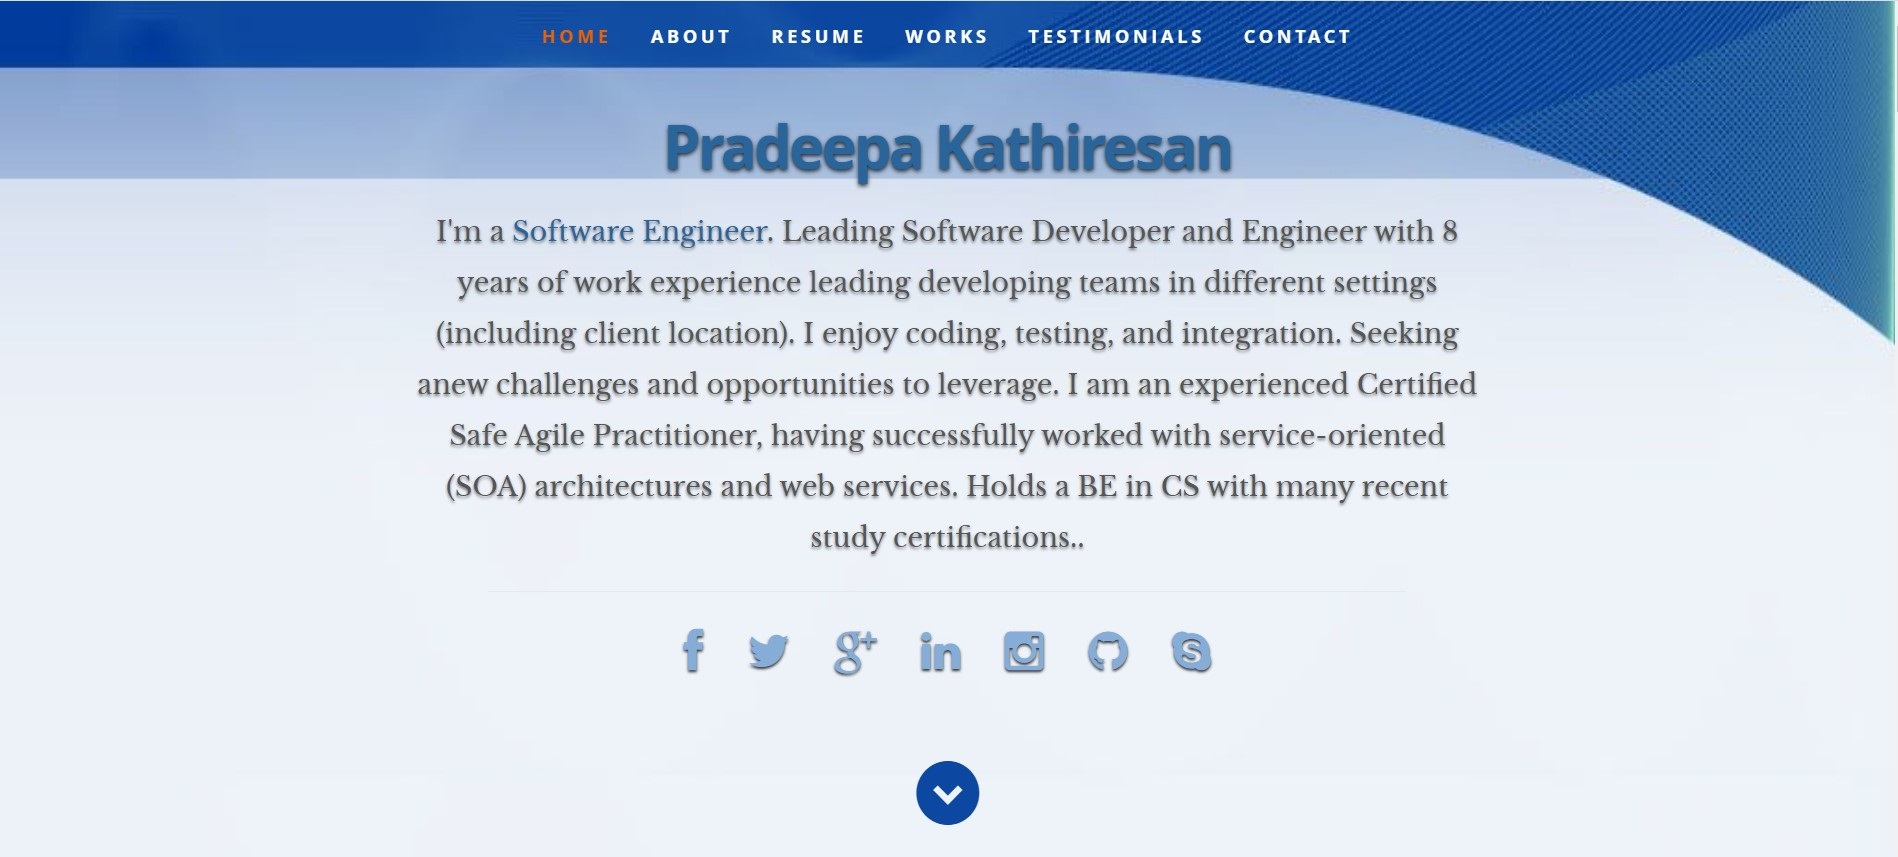 HOME ABOUT RESUME WORKS TESTIMONIALS CONTACT
Pradeepa Kathiresan
I'm a Software Engineer. Leading Software Developer and Engineer with 8
years of work experience leading developing teams in different settings
(including client location). I enjoy coding, testing, and integration. Seeking
anew challenges and opportunities to leverage. I am an experienced Certified
Safe Agile Practitioner, having successfully worked with service-oriented
(SOA) architectures and web services. Holds a BE in CS with many recent
study certifications..